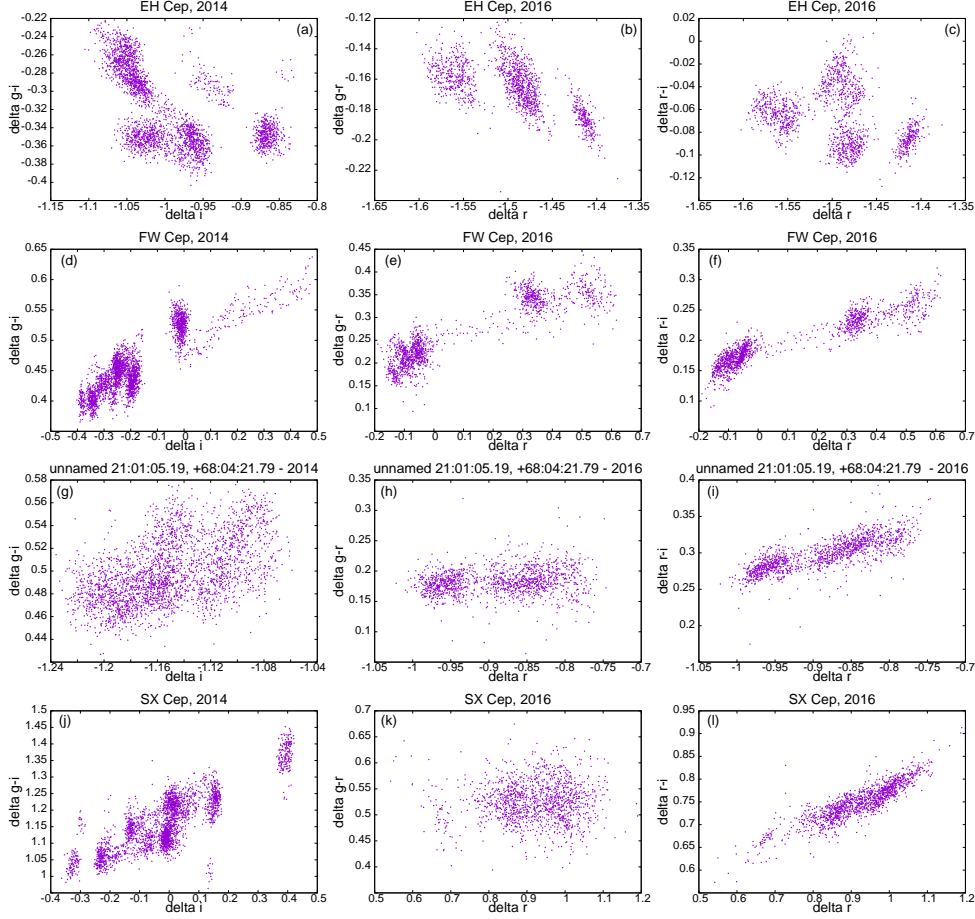 EH Cep, 2014
EH Cep, 2016
EH Cep, 2016
(a)
(b)
(c)
-0.22
-0.24
-0.26
-0.28
-0.3
-0.32
-0.34
-0.36
-0.38
-0.4
delta g-i
-1.1 -1.05 -1 -0.95 -0.9 -0.85 -0.8
delta i
-0.12
-0.14
-0.16
-0.18
-0.2
-0.22
delta g-r
-1.65 -1.6 -1.55 -1.5 -1.45 -1.4 -1.35
delta r
0.02
0
-0.02
-0.04
-0.06
-0.08
-0.1
-0.12
delta r-i
-1.65 -1.6 -1.55 -1.5 -1.45 -1.4 -1.35
delta r
FW Cep, 2014
FW Cep, 2016
FW Cep, 2016
(d)
(e)
(f)
0.65
0.6
0.55
0.5
0.45
0.4
delta g-i
-0.5 -0.4 -0.3 -0.2 -0.1 0 0.1 0.2 0.3 0.4 0.5
delta i
0.45
0.4
0.35
0.3
0.25
0.2
0.15
0.1
delta g-r
-0.2 -0.1 0 0.1 0.2 0.3 0.4 0.5 0.6 0.7
delta r
0.35
0.3
0.25
0.2
0.15
0.1
delta r-i
-0.2 -0.1 0 0.1 0.2 0.3 0.4 0.5 0.6 0.7
delta r
unnamed 21:01:05.19, +68:04:21.79 - 2014
unnamed 21:01:05.19, +68:04:21.79 - 2016
unnamed 21:01:05.19, +68:04:21.79 - 2016
(g)
(h)
(i)
0.58
0.56
0.54
0.52
0.5
0.48
0.46
0.44
delta g-i
-1.24 -1.2 -1.16 -1.12 -1.08 -1.04
delta i
0.35
0.3
0.25
0.2
0.15
0.1
delta g-r
-1.05 -1 -0.95 -0.9 -0.85 -0.8 -0.75 -0.7
delta r
0.4
0.35
0.3
0.25
0.2
0.15
delta r-i
-1.05 -1 -0.95 -0.9 -0.85 -0.8 -0.75 -0.7
delta r
SX Cep, 2014
SX Cep, 2016
SX Cep, 2016
(j)
(k)
(l)
1.5
1.45
1.4
1.35
1.3
1.25
1.2
1.15
1.1
1.05
1
delta g-i
-0.4 -0.3 -0.2 -0.1 0 0.1 0.2 0.3 0.4 0.5
delta i
0.7
0.65
0.6
0.55
0.5
0.45
0.4
0.35
delta g-r
0.5 0.6 0.7 0.8 0.9 1 1.1 1.2
delta r
0.95
0.9
0.85
0.8
0.75
0.7
0.65
0.6
delta r-i
0.5 0.6 0.7 0.8 0.9 1 1.1 1.2
delta r